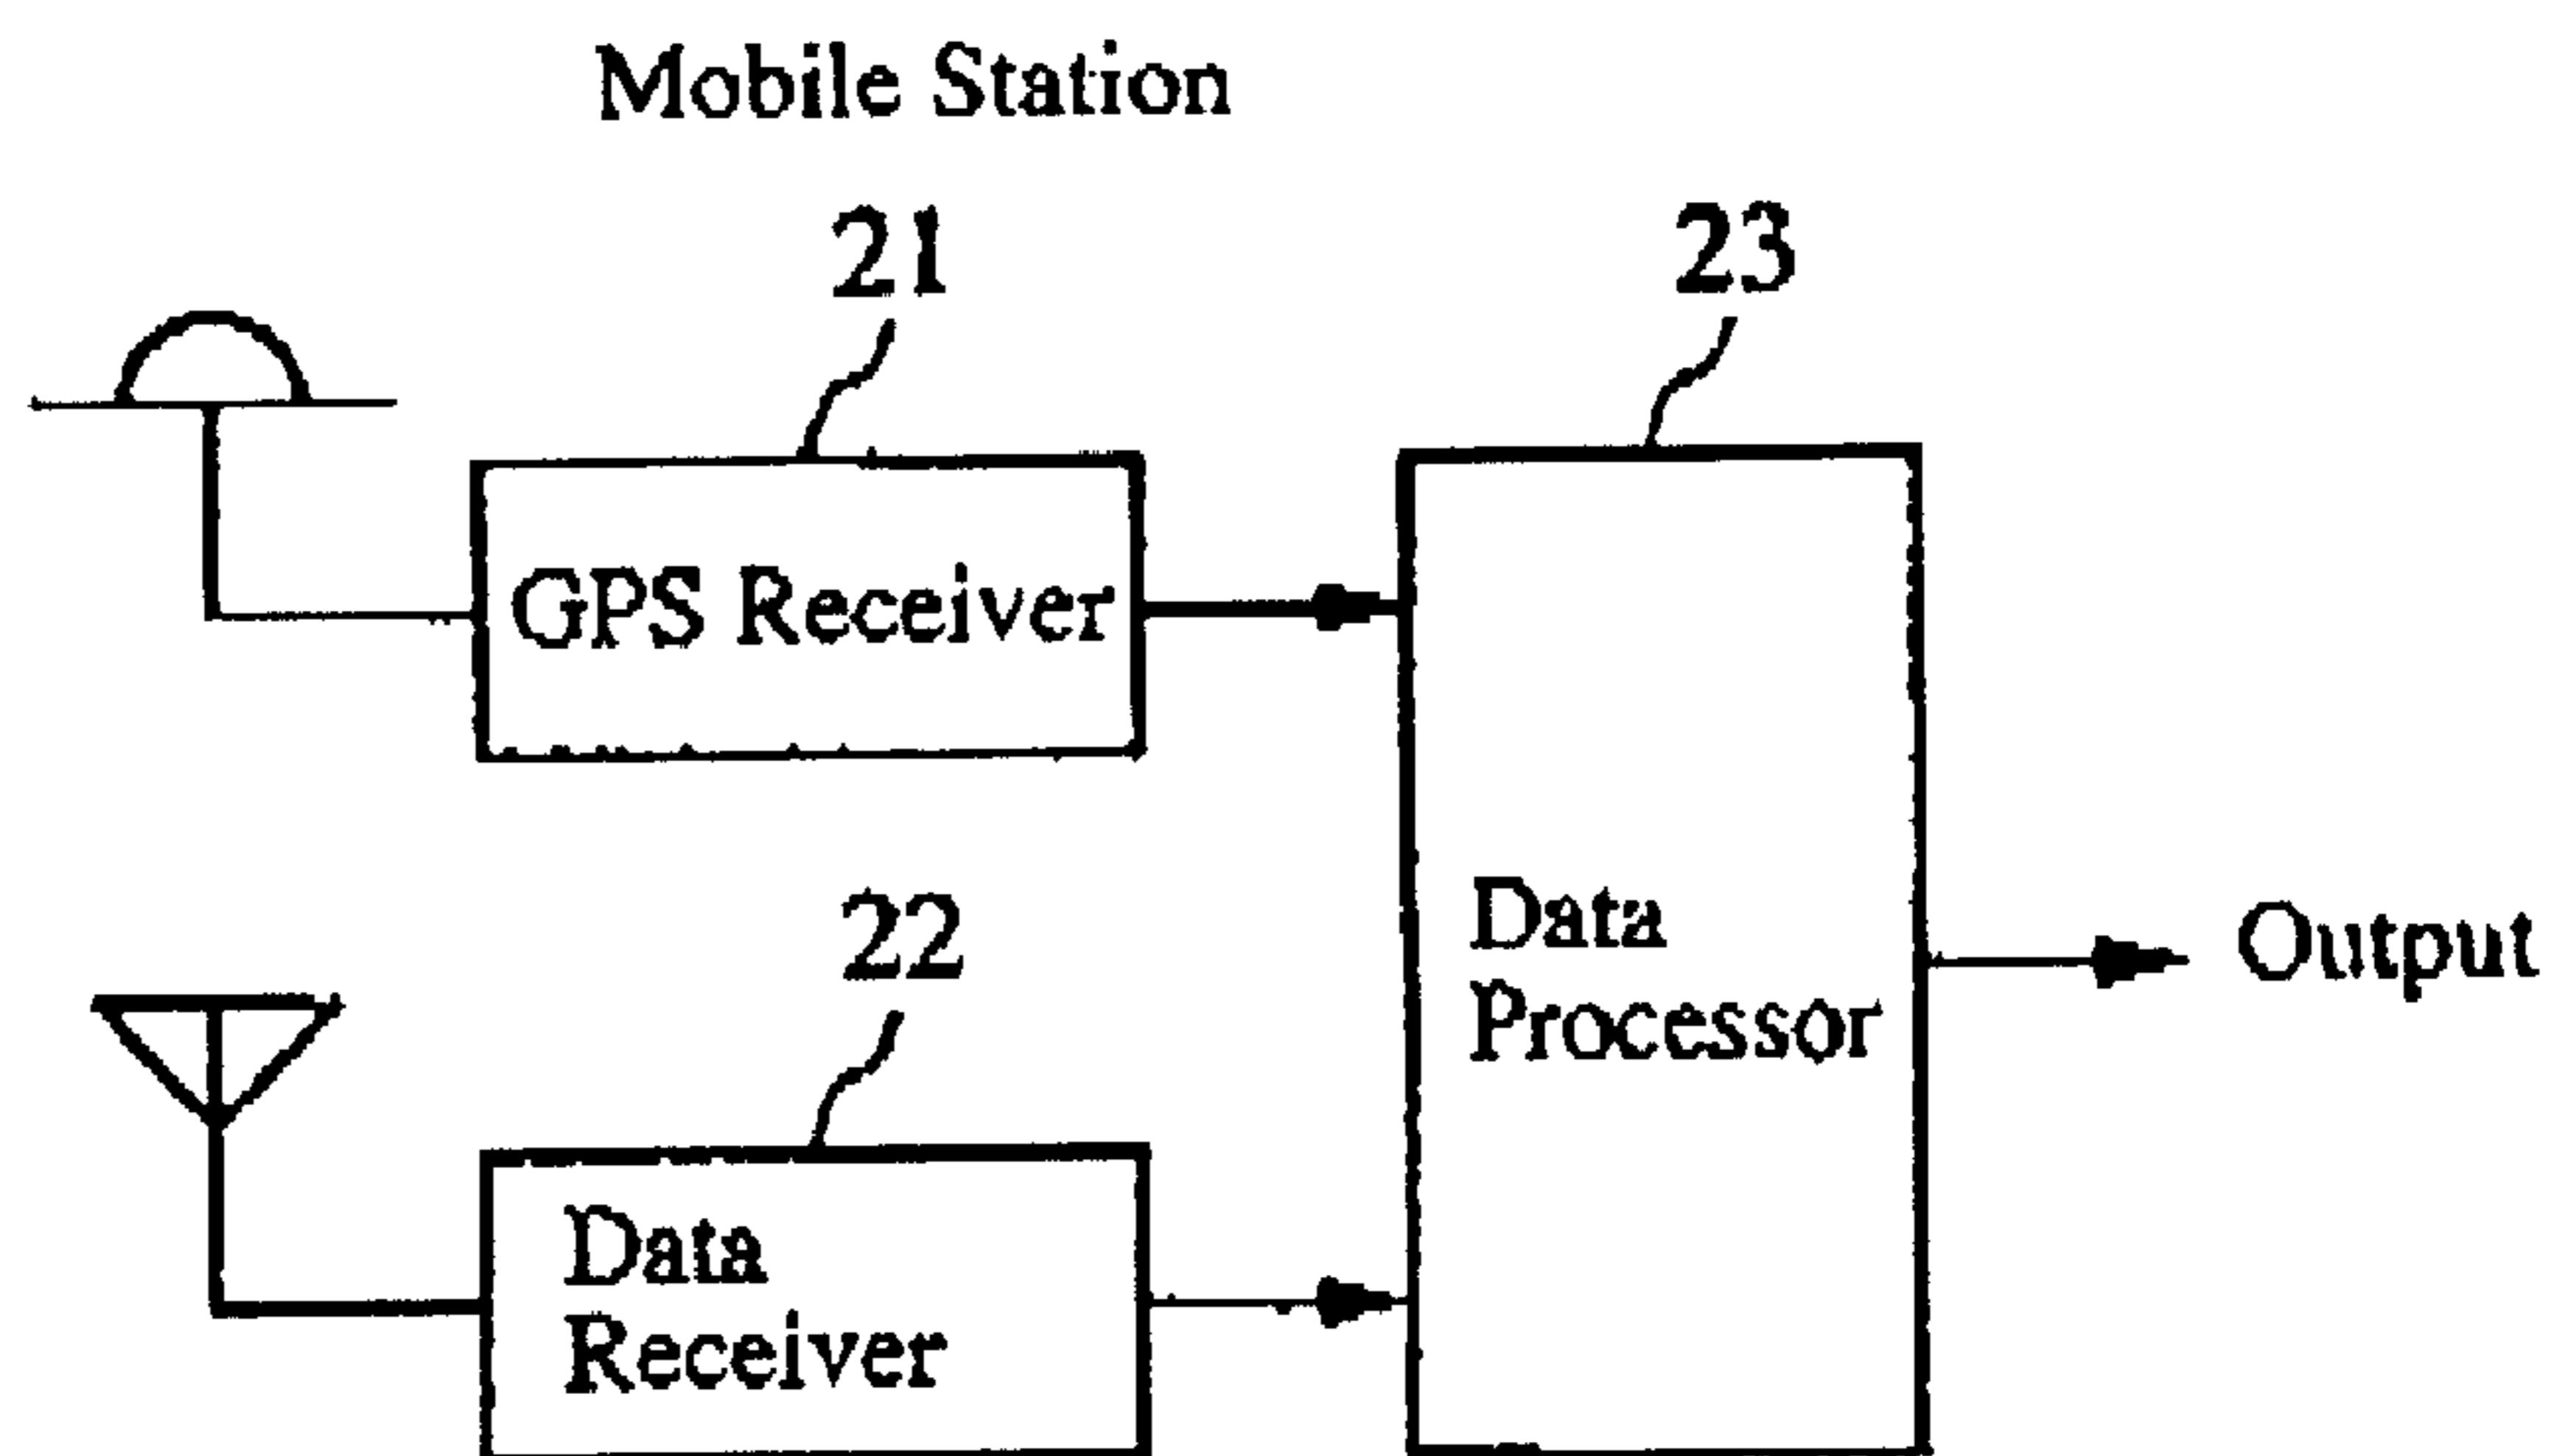 Mobile Station
21
23
GPS Receiver
22
Data
Processor
Output
Data
Receiver